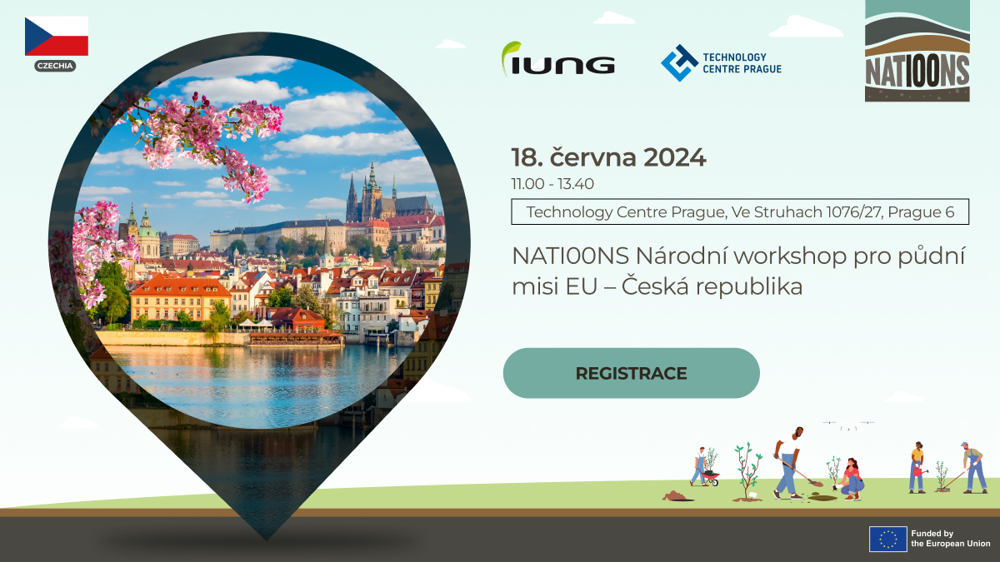 CZECHIA
IUNG
TECHNOLOGY
CENTRE PRAGUE
NATI00NS
18. června 2024
11.00 - 13.40
Technology Centre Prague, Ve Struhach 1076/27, Prague 6
NATI00NS Národní workshop pro půdní
misi EU – Česká republika
REGISTRACE
Funded by
the European Union